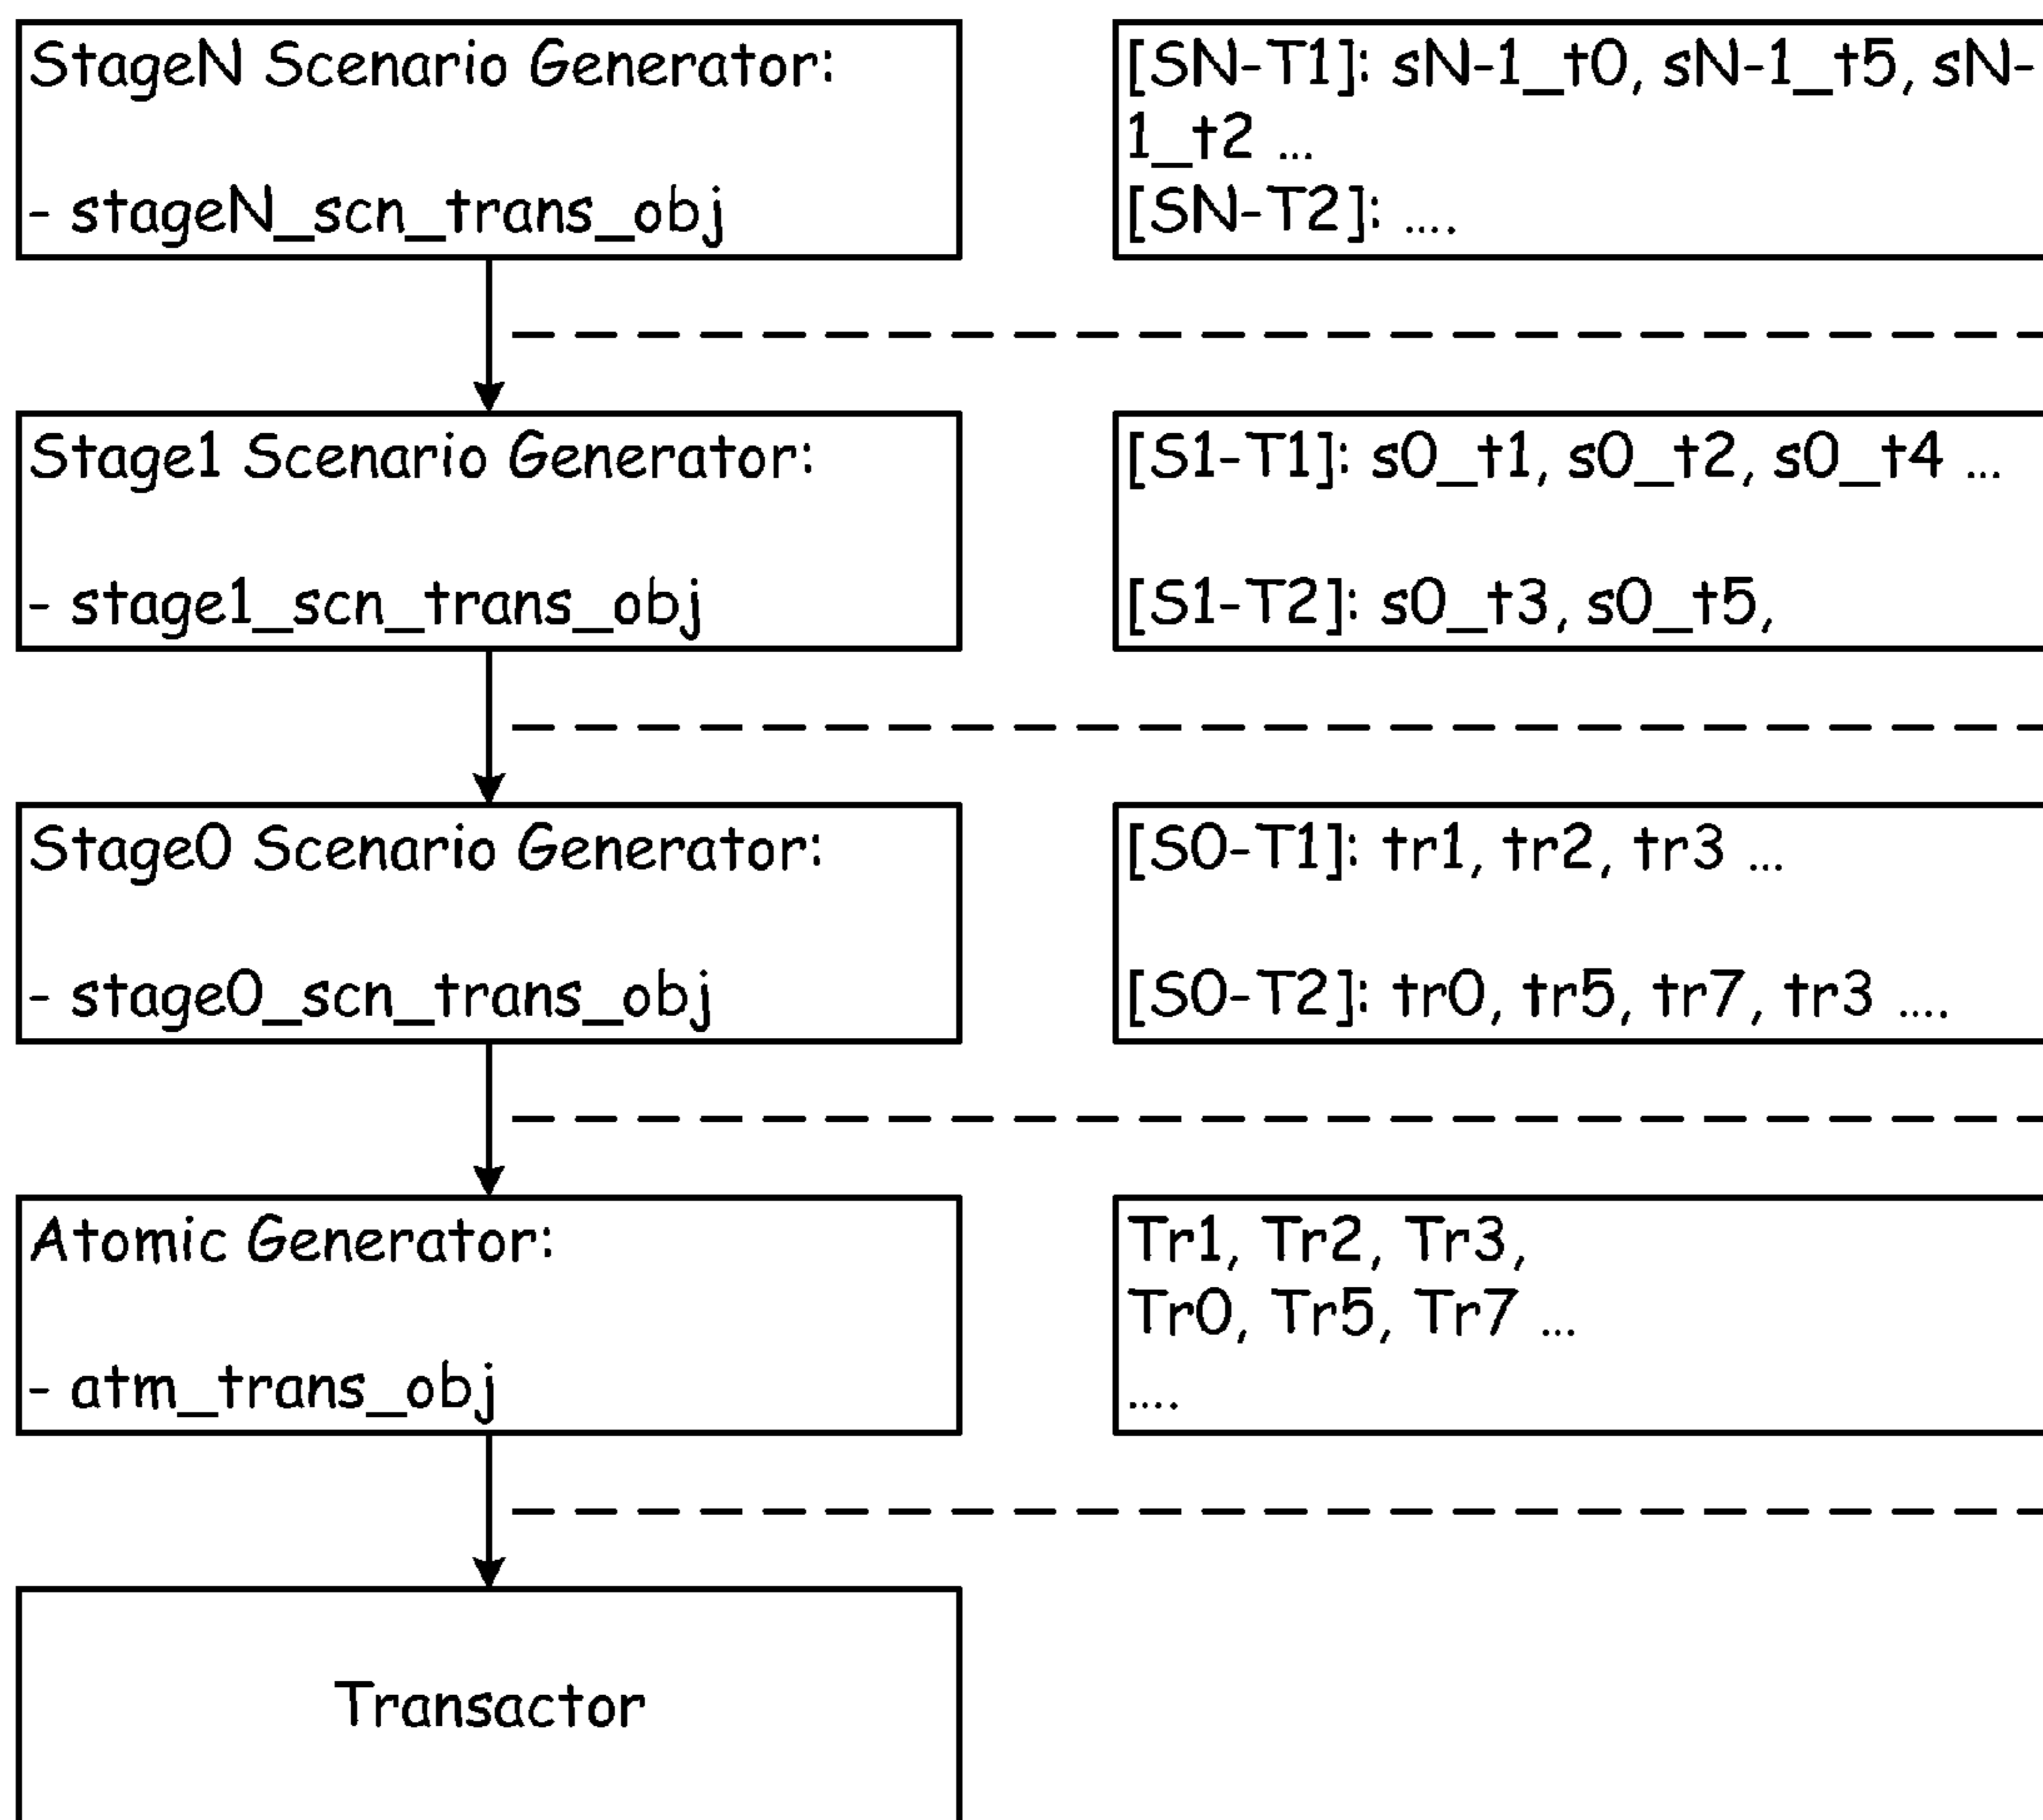 StageN Scenario Generator:
- stageN_scn_trans_obj
[SN-T1]: sN-1_t0, sN-1_t5, sN-
1_t2 ...
[SN-T2]: ....
Stage1 Scenario Generator:
- stage1_scn_trans_obj
[S1-T1]: s0_t1, s0_t2, s0_t4 ...
[S1-T2]: s0_t3, s0_t5,
Stage0 Scenario Generator:
- stage0_scn_trans_obj
[S0-T1]: tr1, tr2, tr3 ...
[S0-T2]: tr0, tr5, tr7, tr3 ....
Atomic Generator:
- atm_trans_obj
Tr1, Tr2, Tr3,
Tr0, Tr5, Tr7 ...
....
Transactor